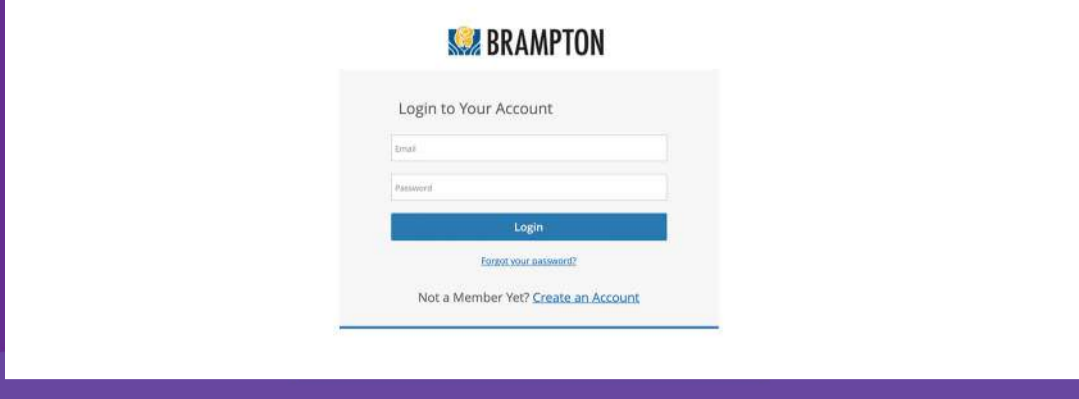 BRAMPTON
Login to Your Account
Email
Password
Login
Forgot your password?
Not a Member Yet? Create an Account